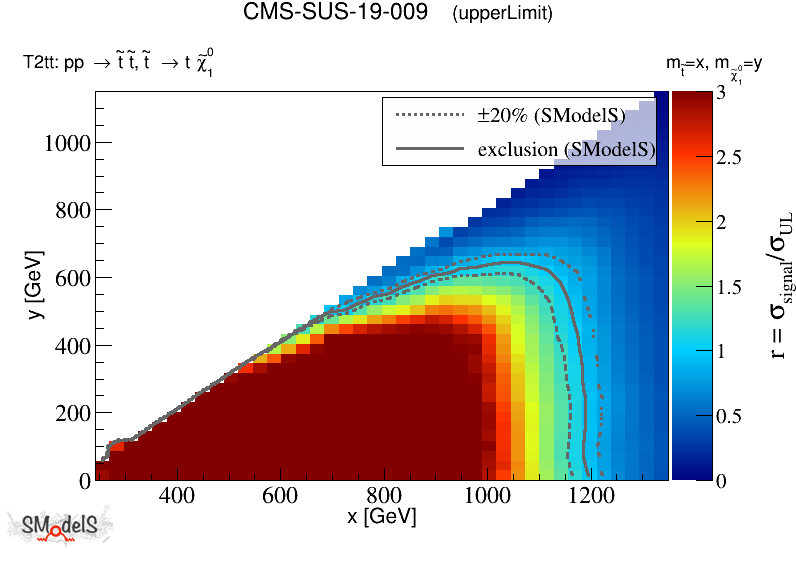 CMS-SUS-19-009 (upperLimit)
T2tt: pp → t̃ t̃, t̃ → t χ̃₁⁰
m_t̃=x, m_χ̃₁⁰=y
±20% (SModelS)
exclusion (SModelS)
y [GeV]
1000
800
600
400
200
0
400 600 800 1000 1200
x [GeV]
3
2.5
2
1.5
1
0.5
0
r = σ_signal/σ_UL
SModelS